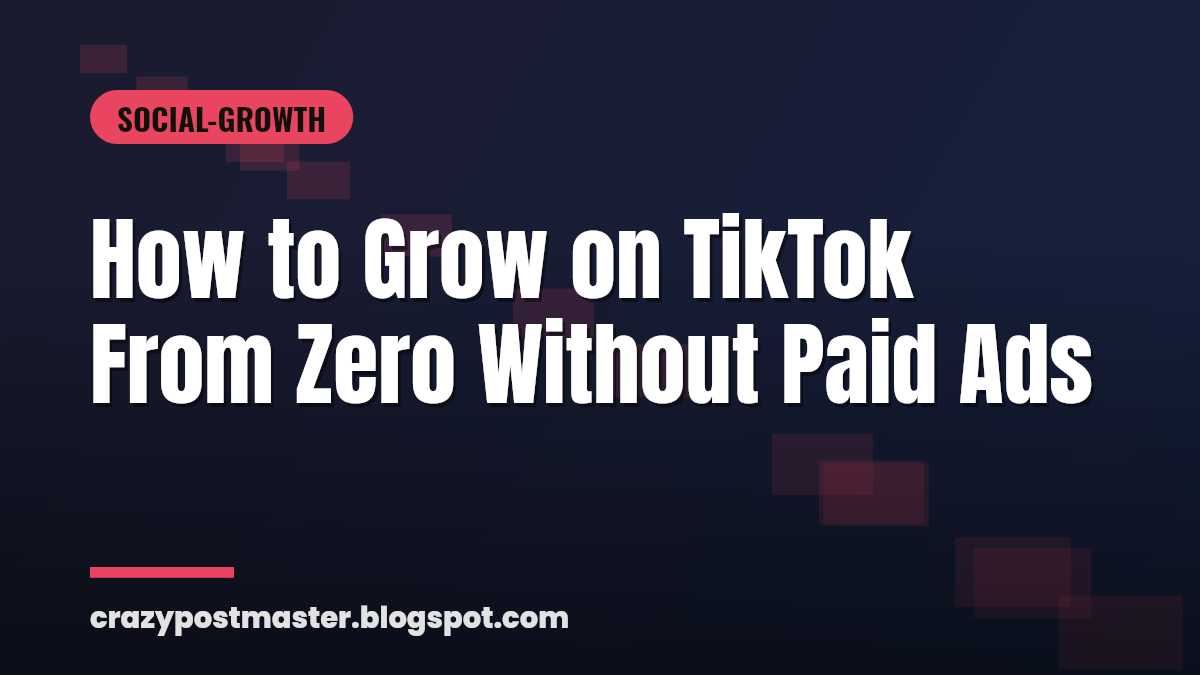 SOCIAL-GROWTH
How to Grow on TikTok
From Zero Without Paid Ads
crazypostmaster.blogspot.com